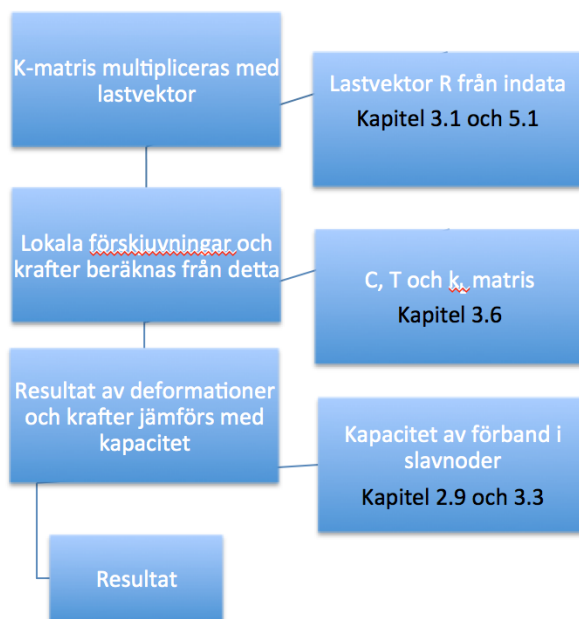 K-matris multipliceras med
lastvektor
Lastvektor R från indata
Kapitel 3.1 och 5.1
Lokala förskjuvningar och
krafter beräknas från detta
C, T och k, matris
Kapitel 3.6
Resultat av deformationer
och krafter jämförs med
kapacitet
Kapacitet av förband i
slavnoder
Kapitel 2.9 och 3.3
Resultat